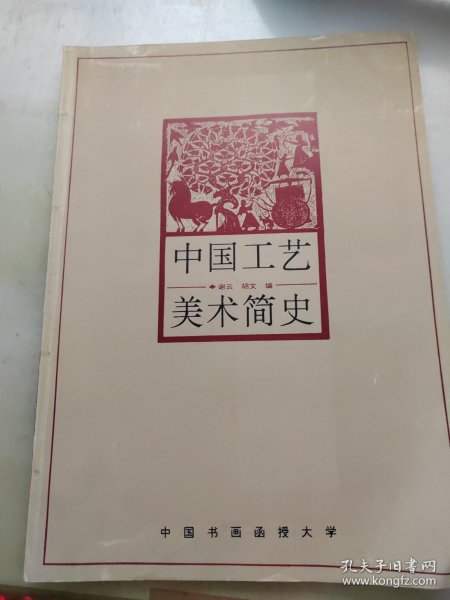 中国工艺
谢云 胡文 编
美术简史
中国书画函授大学
孔夫子旧书网
www.kongfz.com